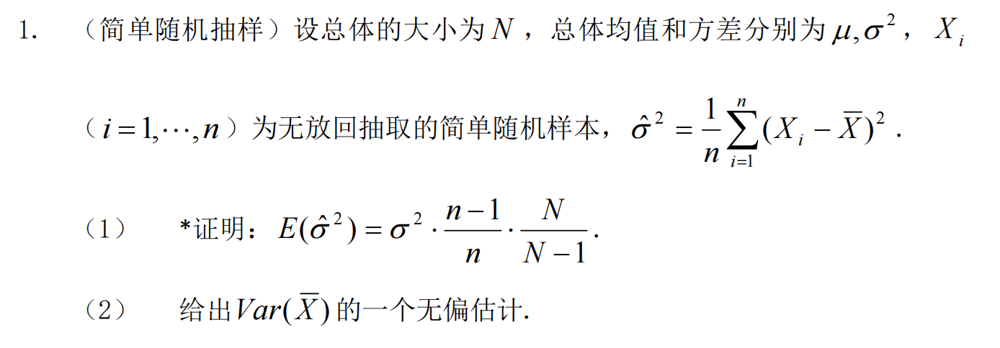 1. （简单随机抽样）设总体的大小为 $N$ ，总体均值和方差分别为 $\mu,\sigma^2$ ， $X_i$
（ $i=1,\cdots,n$ ）为无放回抽取的简单随机样本， $\hat{\sigma}^2=\frac{1}{n}\sum_{i=1}^{n}(X_i-\overline{X})^2$ .
（1） *证明： $E(\hat{\sigma}^2)=\sigma^2\cdot\frac{n-1}{n}\cdot\frac{N}{N-1}$ .
（2） 给出 $Var(\overline{X})$ 的一个无偏估计.